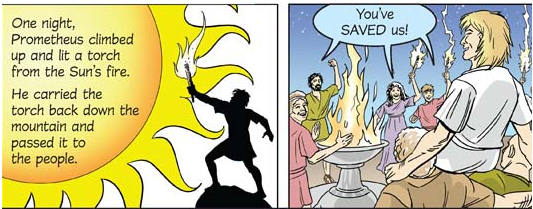 One night,
Prometheus climbed
up and lit a torch
from the Sun's fire.
He carried the
torch back down the
mountain and
passed it to
the people.
You've
SAVED us!